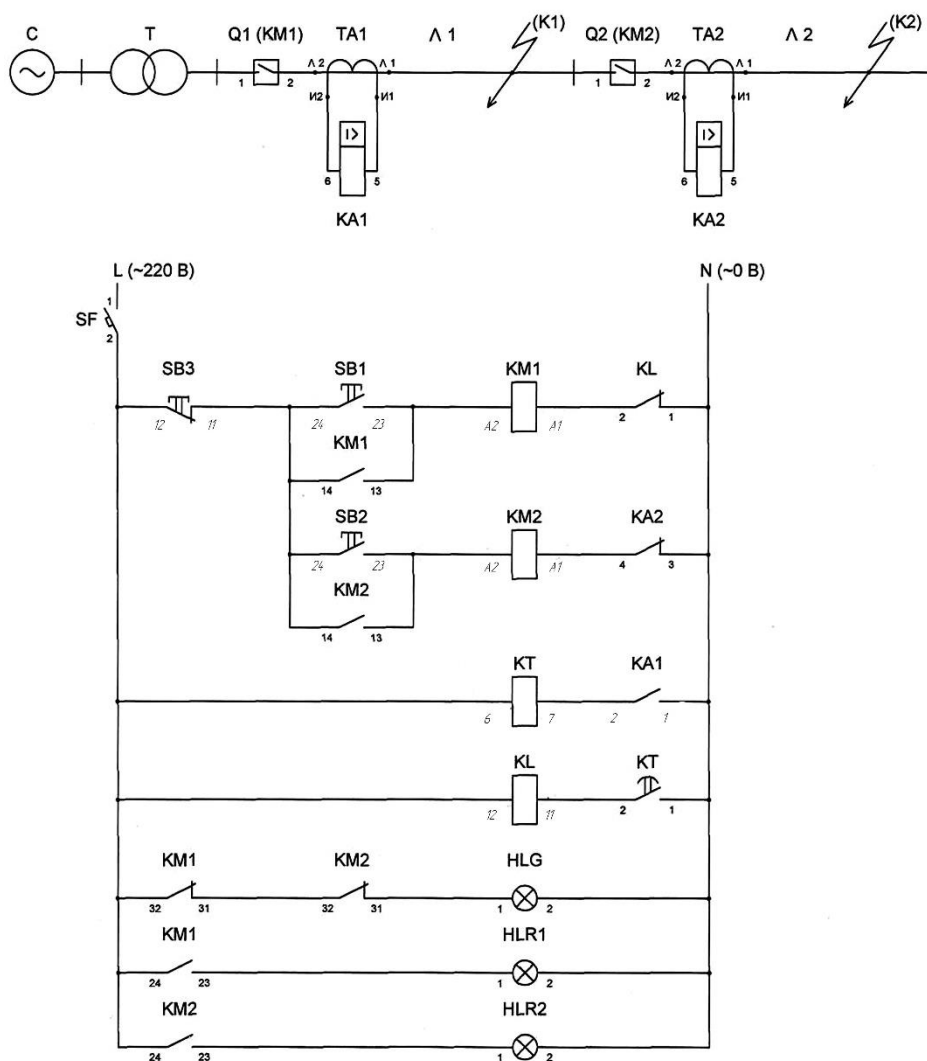 C T Q1 (KM1) TA1 Λ 1 (K1) Q2 (KM2) TA2 Λ 2 (K2)
1 2 Λ 2 Λ 1 1 2 Λ 2 Λ 1
И2 И1 И2 И1
I> I>
6 5 6 5
KA1 KA2
L (~220 В) N (~0 В)
1
SF
2
SB3 SB1 KM1 KL
12 11 24 23 A2 A1 2 1
KM1
14 13
SB2 KM2 KA2
24 23 A2 A1 4 3
KM2
14 13
KT KA1
6 7 2 1
KL KT
12 11 2 1
KM1 KM2 HLG
32 31 32 31 1 2
KM1 HLR1
24 23 1 2
KM2 HLR2
24 23 1 2